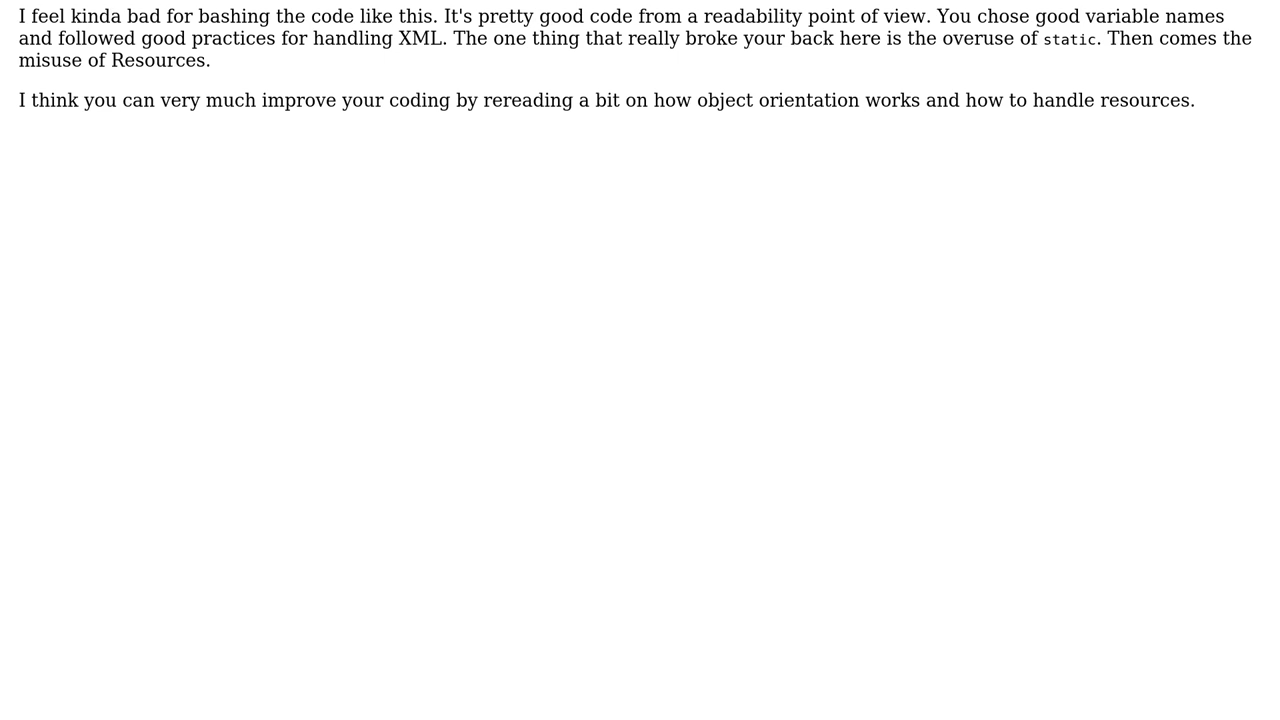 I feel kinda bad for bashing the code like this. It's pretty good code from a readability point of view. You chose good variable names
and followed good practices for handling XML. The one thing that really broke your back here is the overuse of static. Then comes the
misuse of Resources.
I think you can very much improve your coding by rereading a bit on how object orientation works and how to handle resources.